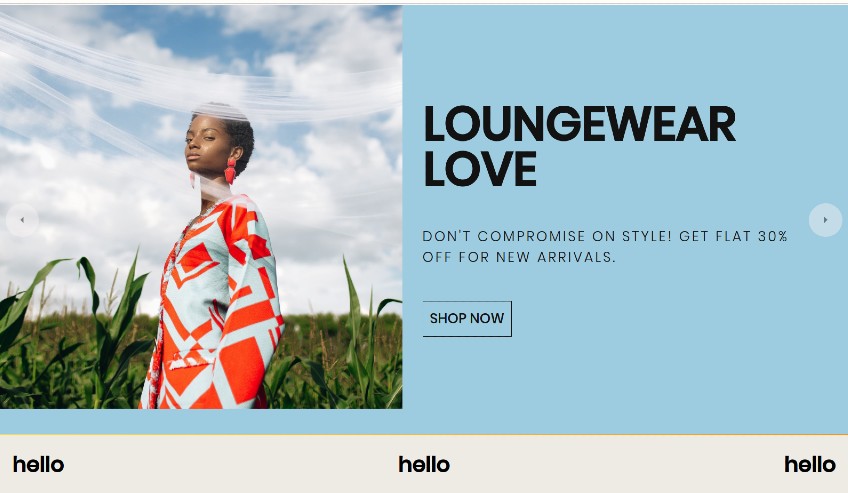 LOUNGEWEAR
LOVE
DON'T COMPROMISE ON STYLE! GET FLAT 30%
OFF FOR NEW ARRIVALS.
SHOP NOW
hello hello hello